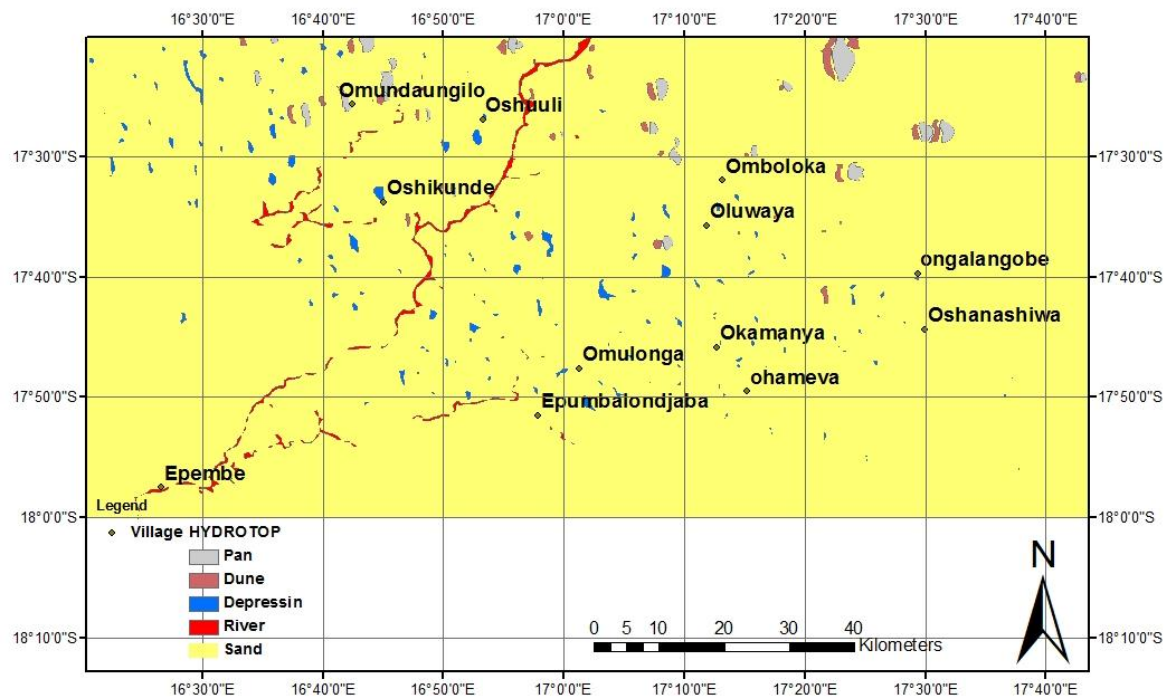 16°30'0"E 16°40'0"E 16°50'0"E 17°0'0"E 17°10'0"E 17°20'0"E 17°30'0"E 17°40'0"E
Omundaungilo
Oshuuli
17°30'0"S 17°30'0"S
Omboloka
Oshikunde
Oluwaya
ongalangobe
17°40'0"S 17°40'0"S
Oshanashiwa
Okamanya
Omulonga
ohameva
17°50'0"S 17°50'0"S
Epumbalondjaba
Epembe
Legend
18°0'0"S 18°0'0"S
Village HYDROTOP
Pan
Dune
Depressin
River
Sand
N
0 5 10 20 30 40
Kilometers
18°10'0"S 18°10'0"S
16°30'0"E 16°40'0"E 16°50'0"E 17°0'0"E 17°10'0"E 17°20'0"E 17°30'0"E 17°40'0"E